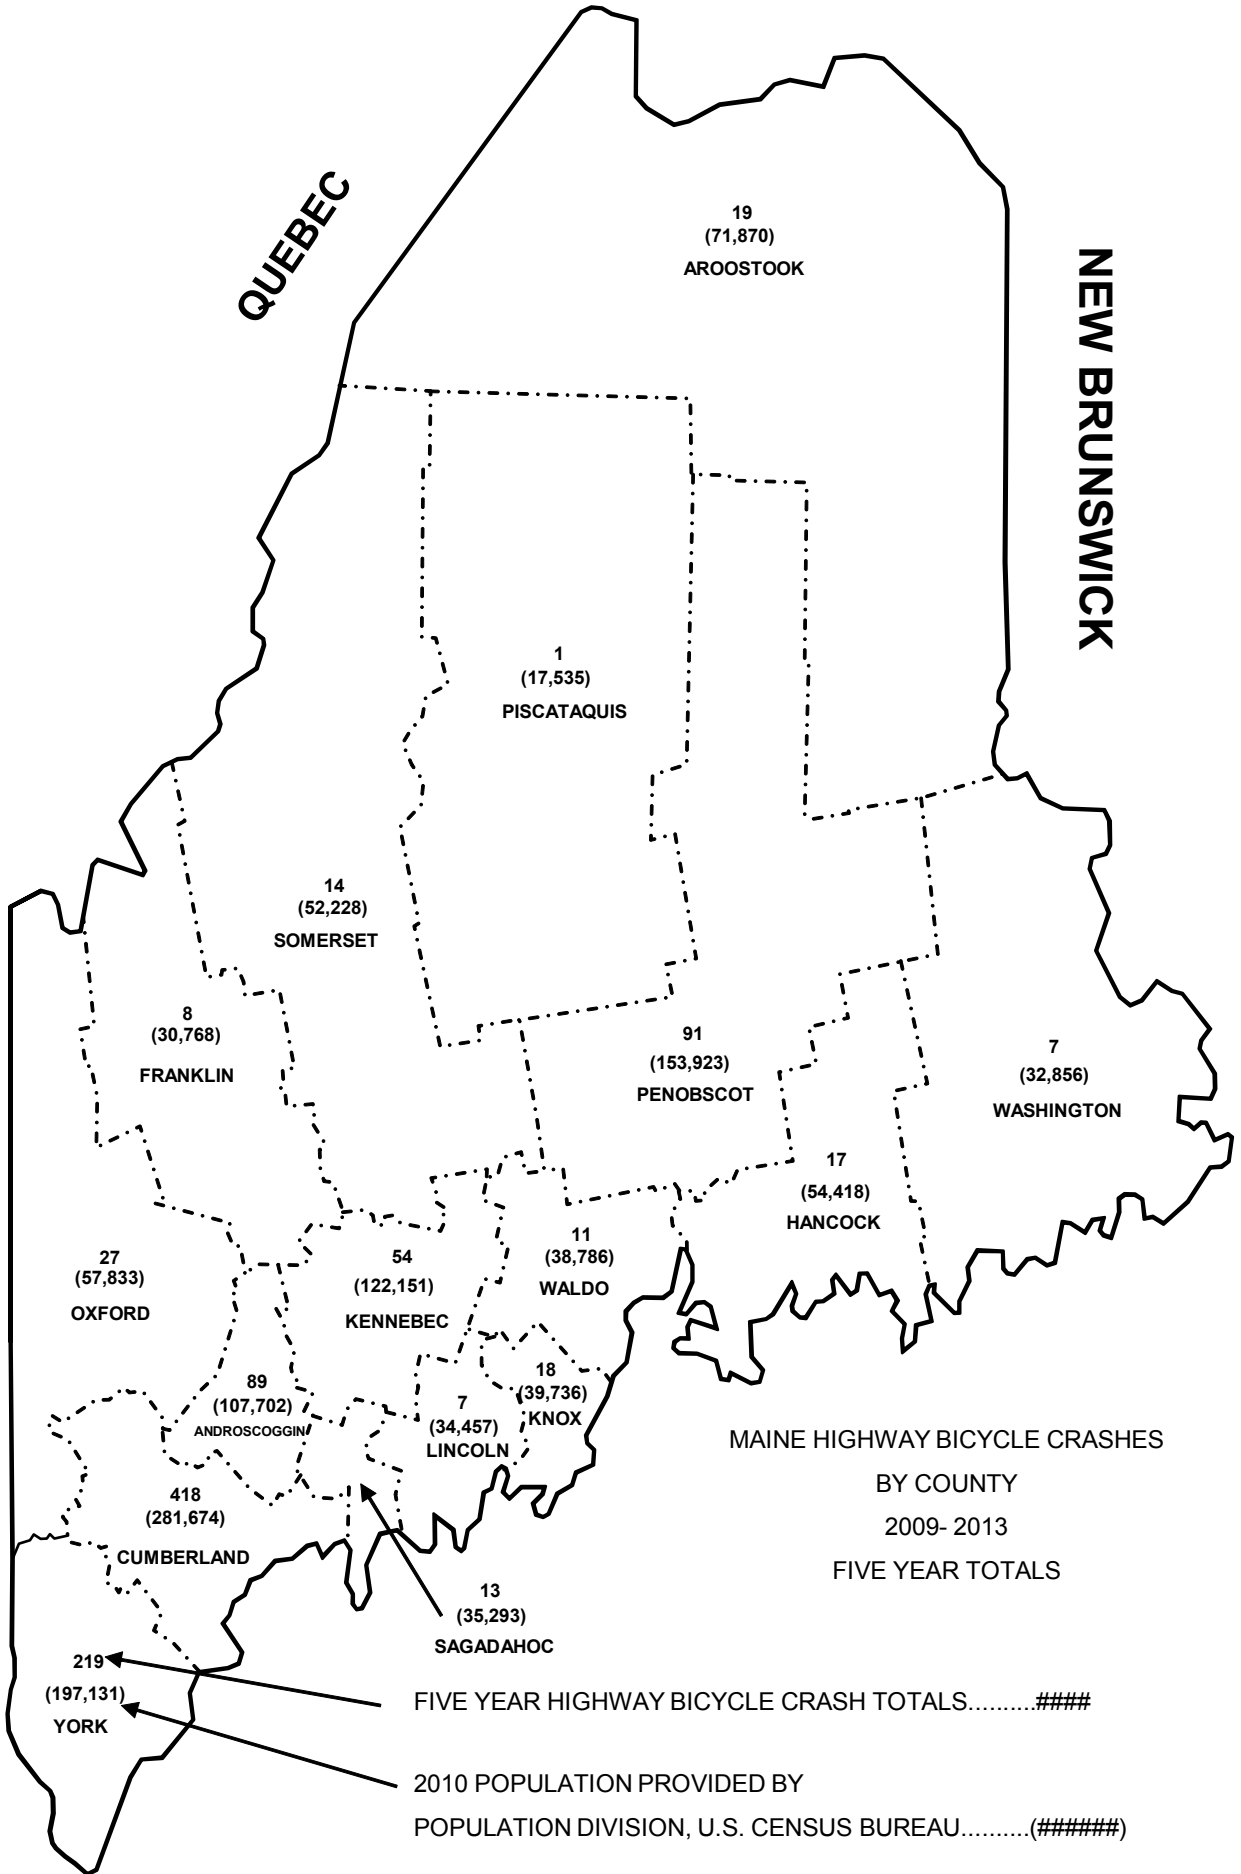 QUEBEC
19
(71,870)
AROOSTOOK
NEW BRUNSWICK
1
(17,535)
PISCATAQUIS
14
(52,228)
SOMERSET
8
(30,768)
FRANKLIN
91
(153,923)
PENOBSCOT
7
(32,856)
WASHINGTON
17
(54,418)
HANCOCK
11
(38,786)
WALDO
54
(122,151)
KENNEBEC
27
(57,833)
OXFORD
89
(107,702)
ANDROSCOGGIN
18
(39,736)
KNOX
7
(34,457)
LINCOLN
418
(281,674)
CUMBERLAND
13
(35,293)
SAGADAHOC
219
(197,131)
YORK
MAINE HIGHWAY BICYCLE CRASHES
BY COUNTY
2009- 2013
FIVE YEAR TOTALS
FIVE YEAR HIGHWAY BICYCLE CRASH TOTALS..........####
2010 POPULATION PROVIDED BY
POPULATION DIVISION, U.S. CENSUS BUREAU..........(######)